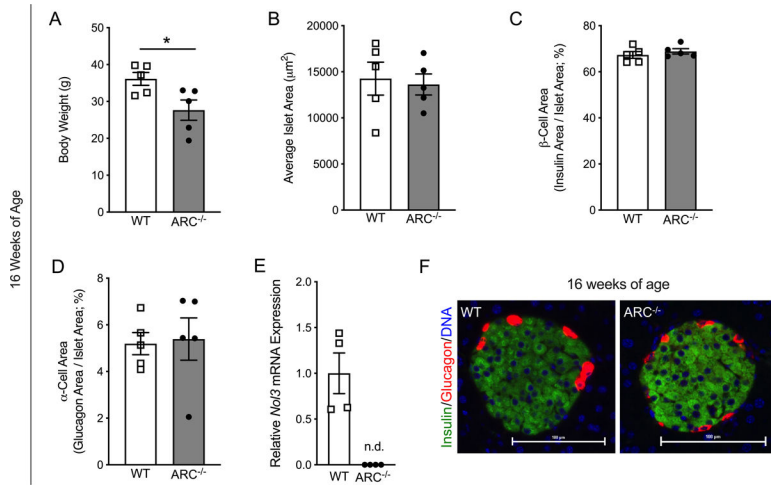 16 Weeks of Age
A
Body Weight (g)
50
40
30
20
10
0
*
WT
ARC-/-
B
Average Islet Area (μm2)
20000
15000
10000
5000
0
WT
ARC-/-
C
β-Cell Area
(Insulin Area / Islet Area; %)
80
60
40
20
0
WT
ARC-/-
D
α-Cell Area
(Glucagon Area / Islet Area; %)
8
6
4
2
0
WT
ARC-/-
E
Relative Nol3 mRNA Expression
2.0
1.5
1.0
0.5
0.0
n.d.
WT
ARC-/-
F
16 weeks of age
Insulin/Glucagon/DNA
WT
100 μm
ARC-/-
100 μm